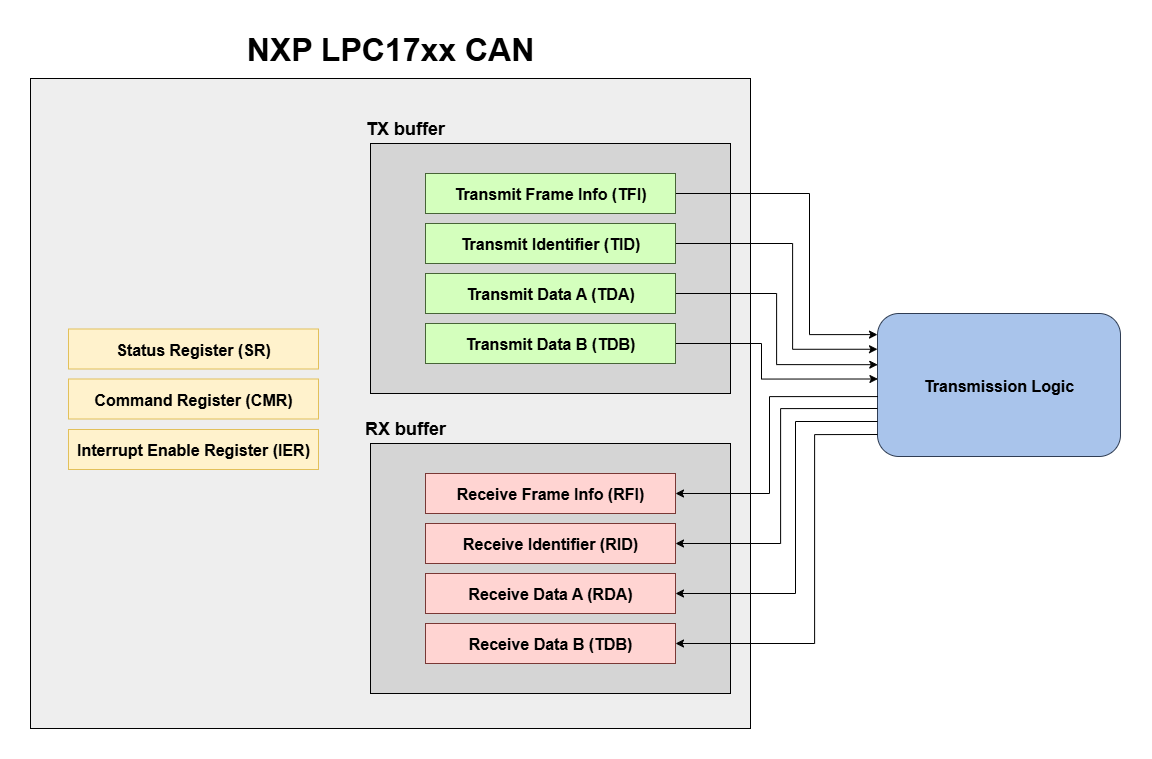 NXP LPC17xx CAN
TX buffer
Transmit Frame Info (TFI)
Transmit Identifier (TID)
Transmit Data A (TDA)
Transmit Data B (TDB)
Status Register (SR)
Command Register (CMR)
Interrupt Enable Register (IER)
Transmission Logic
RX buffer
Receive Frame Info (RFI)
Receive Identifier (RID)
Receive Data A (RDA)
Receive Data B (TDB)